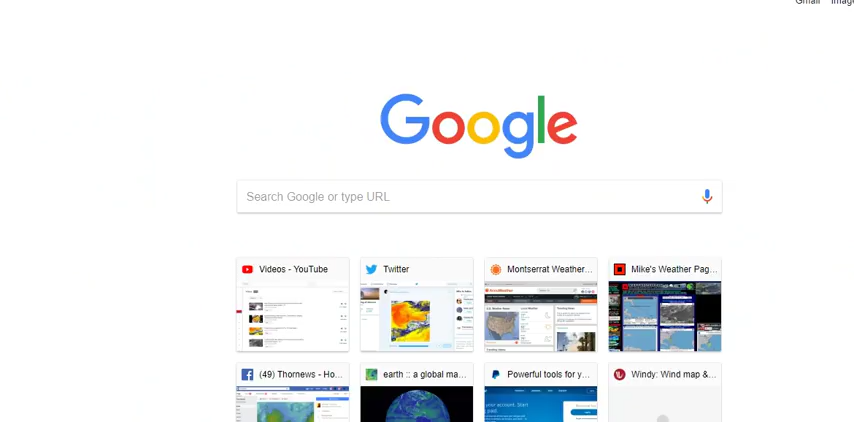 Gmail Image
Google
Search Google or type URL
Videos - YouTube
Twitter
Montserrat Weather...
Mike's Weather Pag...
(49) Thornews - Ho...
earth :: a global ma...
Powerful tools for y...
Windy: Wind map &...